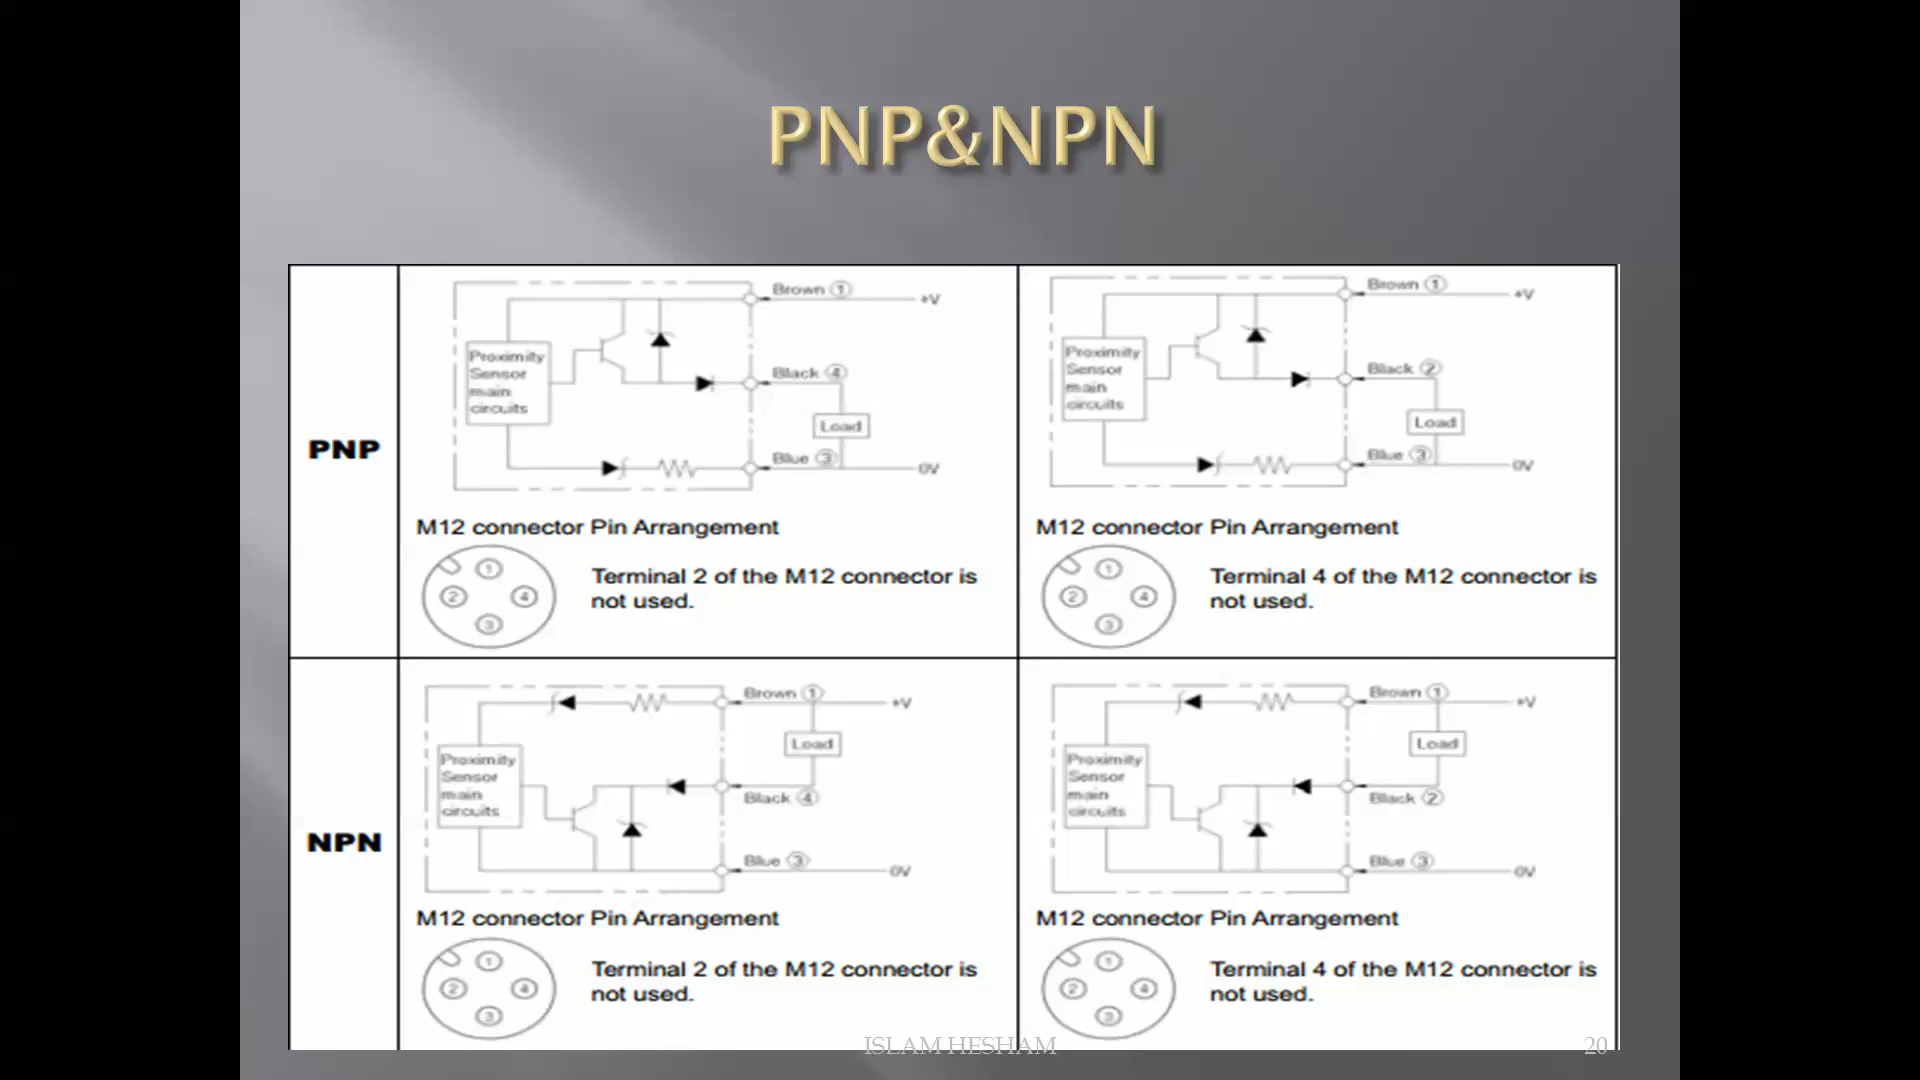 PNP&NPN
PNP
Brown ①
+V
Proximity
Sensor
main
circuits
Black ④
Load
Blue ③
0V
M12 connector Pin Arrangement
①
② ④
③
Terminal 2 of the M12 connector is
not used.
Brown ①
+V
Proximity
Sensor
main
circuits
Black ②
Load
Blue ③
0V
M12 connector Pin Arrangement
①
② ④
③
Terminal 4 of the M12 connector is
not used.
NPN
Brown ①
+V
Load
Proximity
Sensor
main
circuits
Black ④
Blue ③
0V
M12 connector Pin Arrangement
①
② ④
③
Terminal 2 of the M12 connector is
not used.
Brown ①
+V
Load
Proximity
Sensor
main
circuits
Black ②
Blue ③
0V
M12 connector Pin Arrangement
①
② ④
③
Terminal 4 of the M12 connector is
not used.
ISLAM HESHAM
20